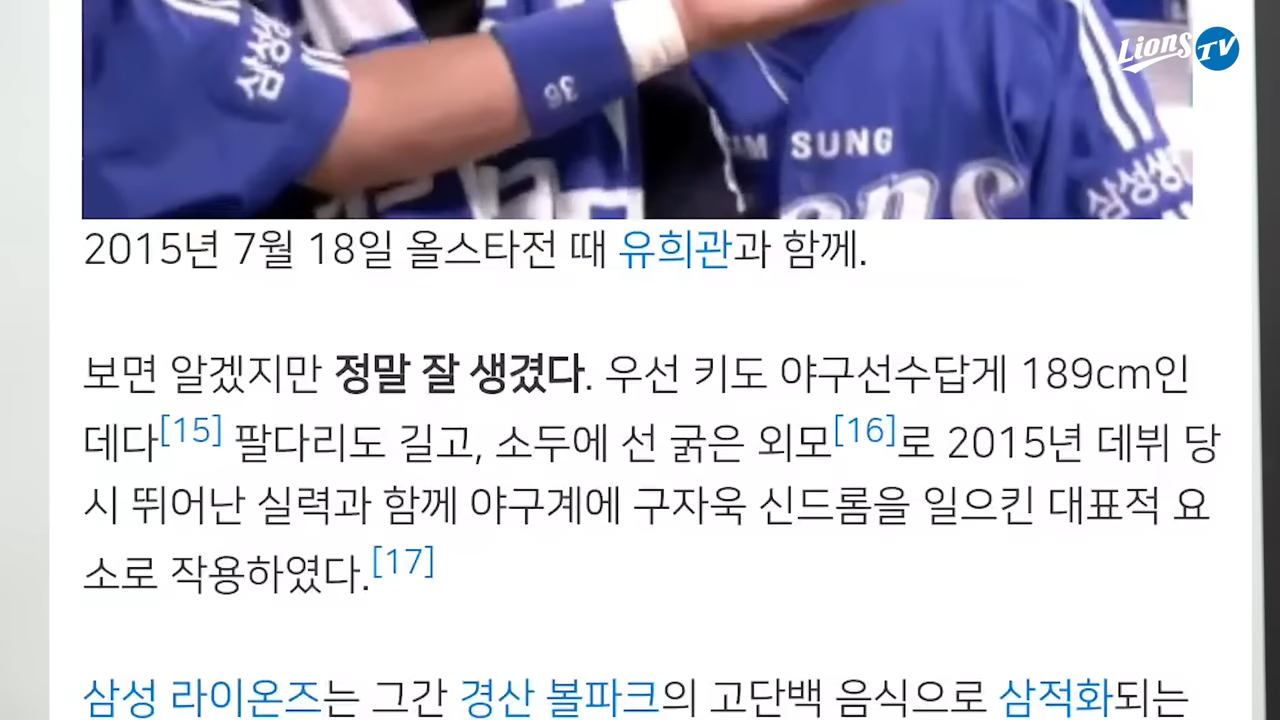 Lions TV
삼성생
36
SAMSUNG
삼성생
2015년 7월 18일 올스타전 때 유희관과 함께.
보면 알겠지만 정말 잘 생겼다. 우선 키도 야구선수답게 189cm인
데다[15] 팔다리도 길고, 소두에 선 굵은 외모[16]로 2015년 데뷔 당
시 뛰어난 실력과 함께 야구계에 구자욱 신드롬을 일으킨 대표적 요
소로 작용하였다.[17]
삼성 라이온즈는 그간 경산 볼파크의 고단백 음식으로 삼적화되는